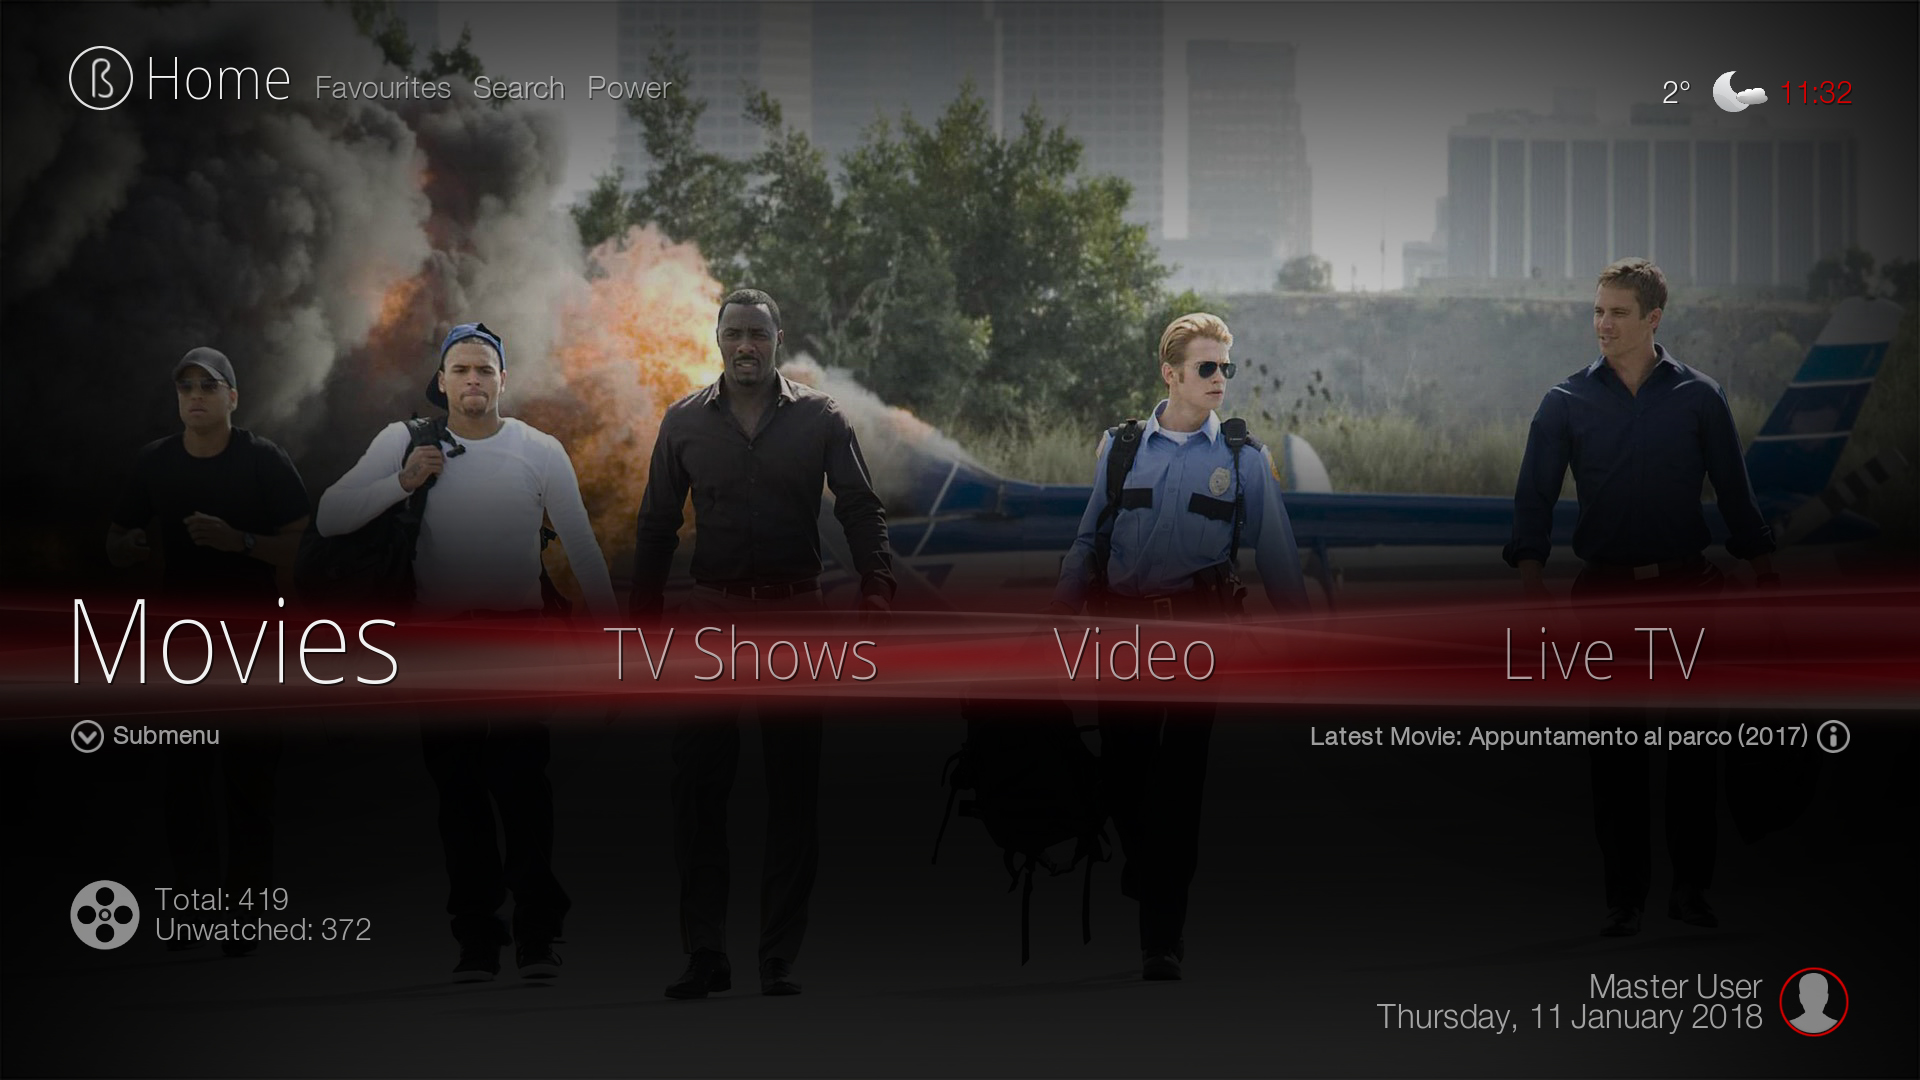 ß Home Favourites Search Power
2° 11:32
Movies TV Shows Video Live TV
Submenu
Latest Movie: Appuntamento al parco (2017)
Total: 419
Unwatched: 372
Master User
Thursday, 11 January 2018